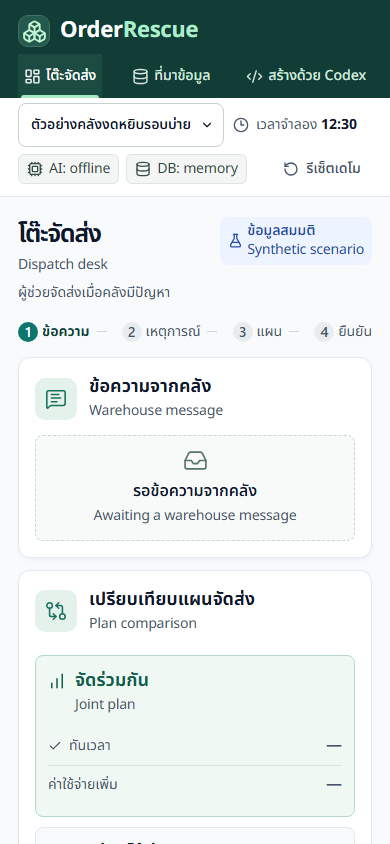 OrderRescue
โต๊ะจัดส่ง
ที่มาข้อมูล
สร้างด้วย Codex
ตัวอย่างคลังงดหยิบรอบบ่าย
เวลาจำลอง 12:30
AI: offline
DB: memory
รีเซ็ตเดโม
โต๊ะจัดส่ง
Dispatch desk
ผู้ช่วยจัดส่งเมื่อคลังมีปัญหา
ข้อมูลสมมติ
Synthetic scenario
1 ข้อความ
2 เหตุการณ์
3 แผน
4 ยืนยัน
ข้อความจากคลัง
Warehouse message
รอข้อความจากคลัง
Awaiting a warehouse message
เปรียบเทียบแผนจัดส่ง
Plan comparison
จัดร่วมกัน
Joint plan
ทันเวลา —
ค่าใช้จ่ายเพิ่ม —